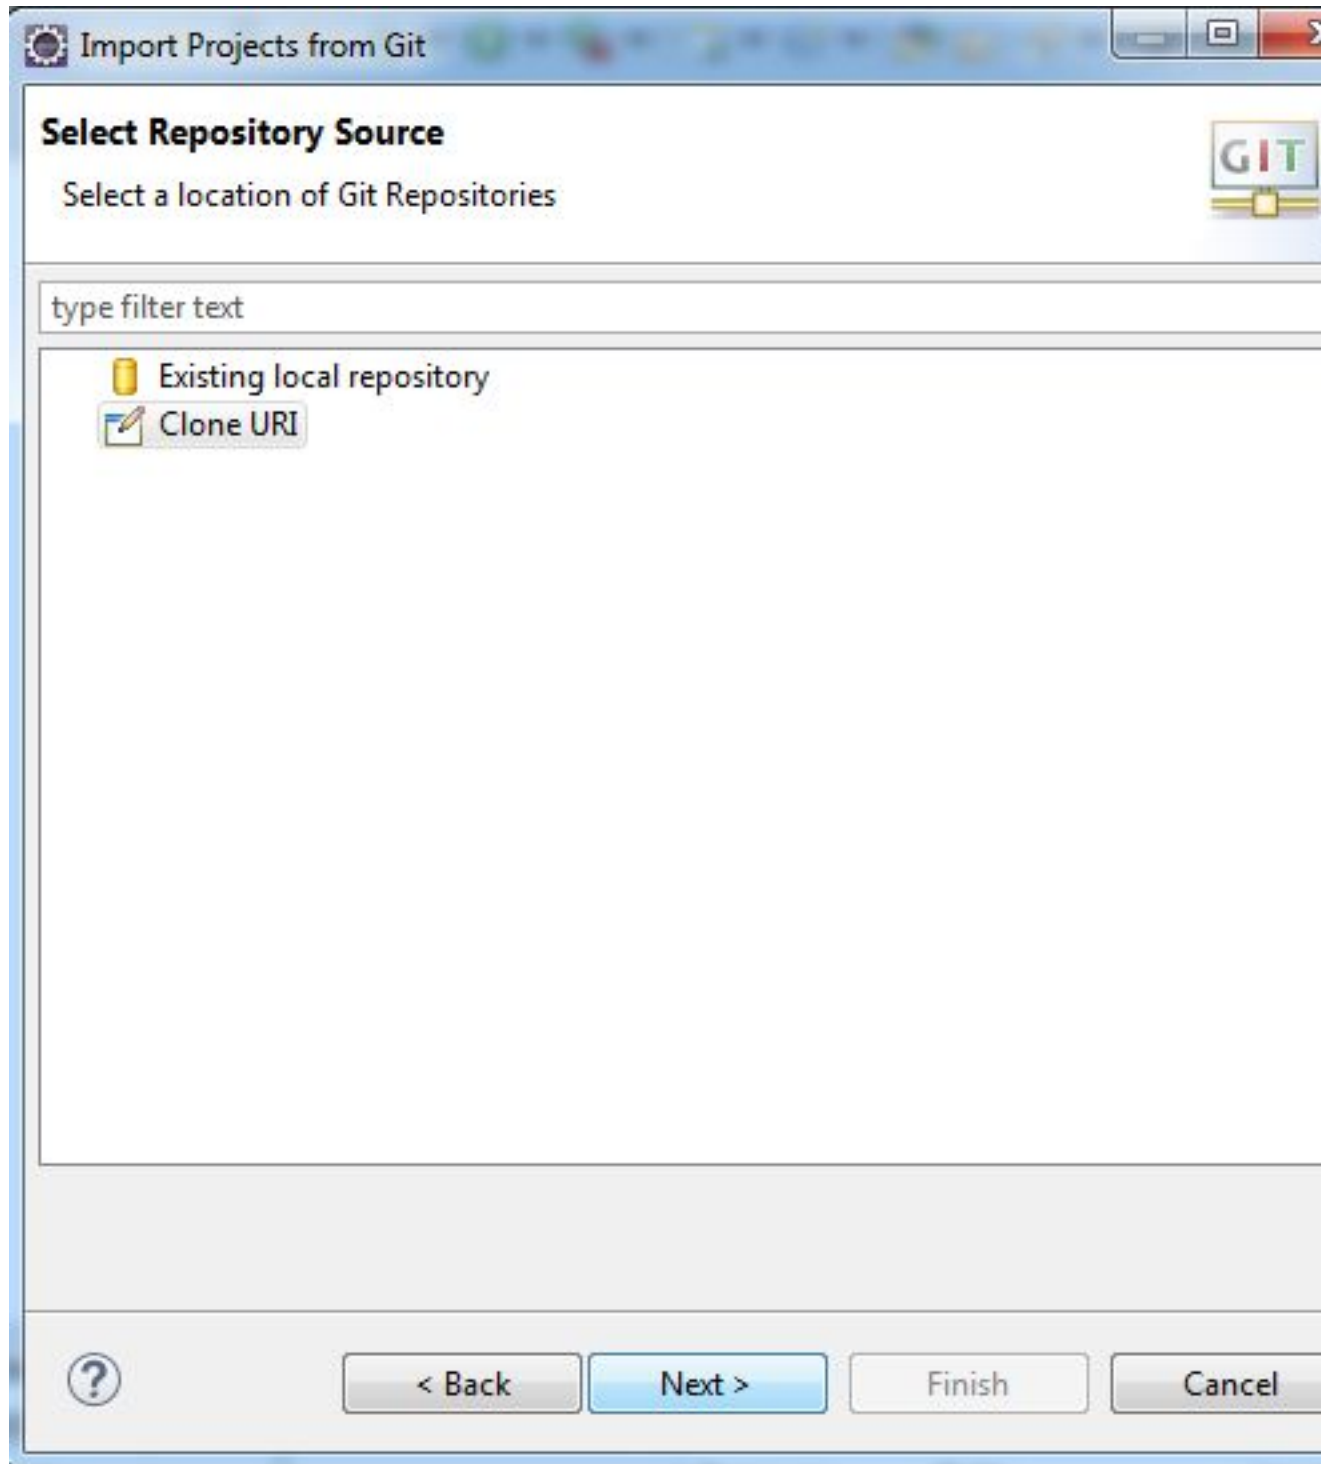 Import Projects from Git
Select Repository Source
GIT
Select a location of Git Repositories
type filter text
Existing local repository
Clone URI
?
< Back
Next >
Finish
Cancel